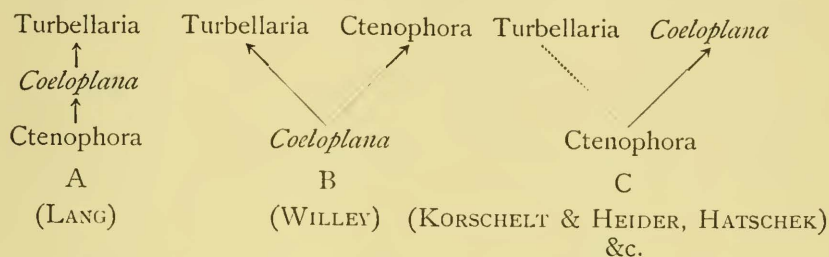 Turbellaria Turbellaria Ctenophora Turbellaria Coeloplana
Coeloplana
Ctenophora Coeloplana Ctenophora
A B C
(LANG) (WILLEY) (KORSCHELT & HEIDER, HATSCHEK)
&c.